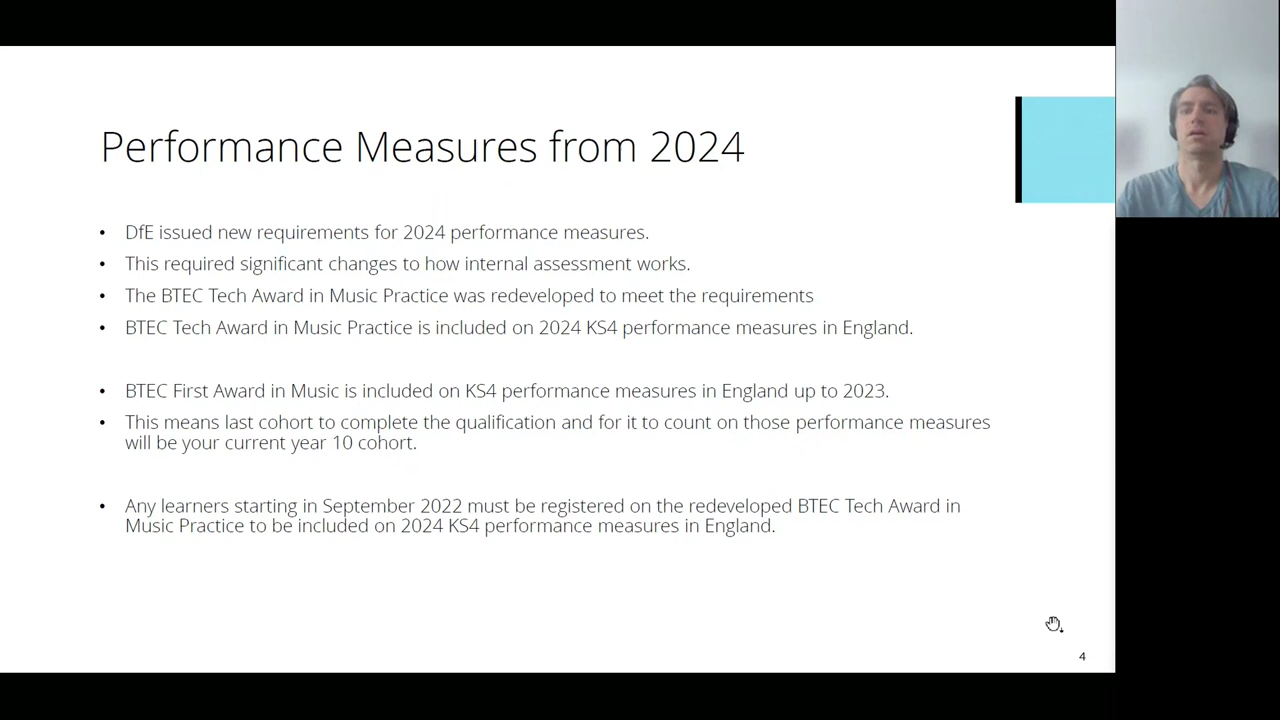 Performance Measures from 2024
• DfE issued new requirements for 2024 performance measures.
• This required significant changes to how internal assessment works.
• The BTEC Tech Award in Music Practice was redeveloped to meet the requirements
• BTEC Tech Award in Music Practice is included on 2024 KS4 performance measures in England.
• BTEC First Award in Music is included on KS4 performance measures in England up to 2023.
• This means last cohort to complete the qualification and for it to count on those performance measures
will be your current year 10 cohort.
• Any learners starting in September 2022 must be registered on the redeveloped BTEC Tech Award in
Music Practice to be included on 2024 KS4 performance measures in England.
4